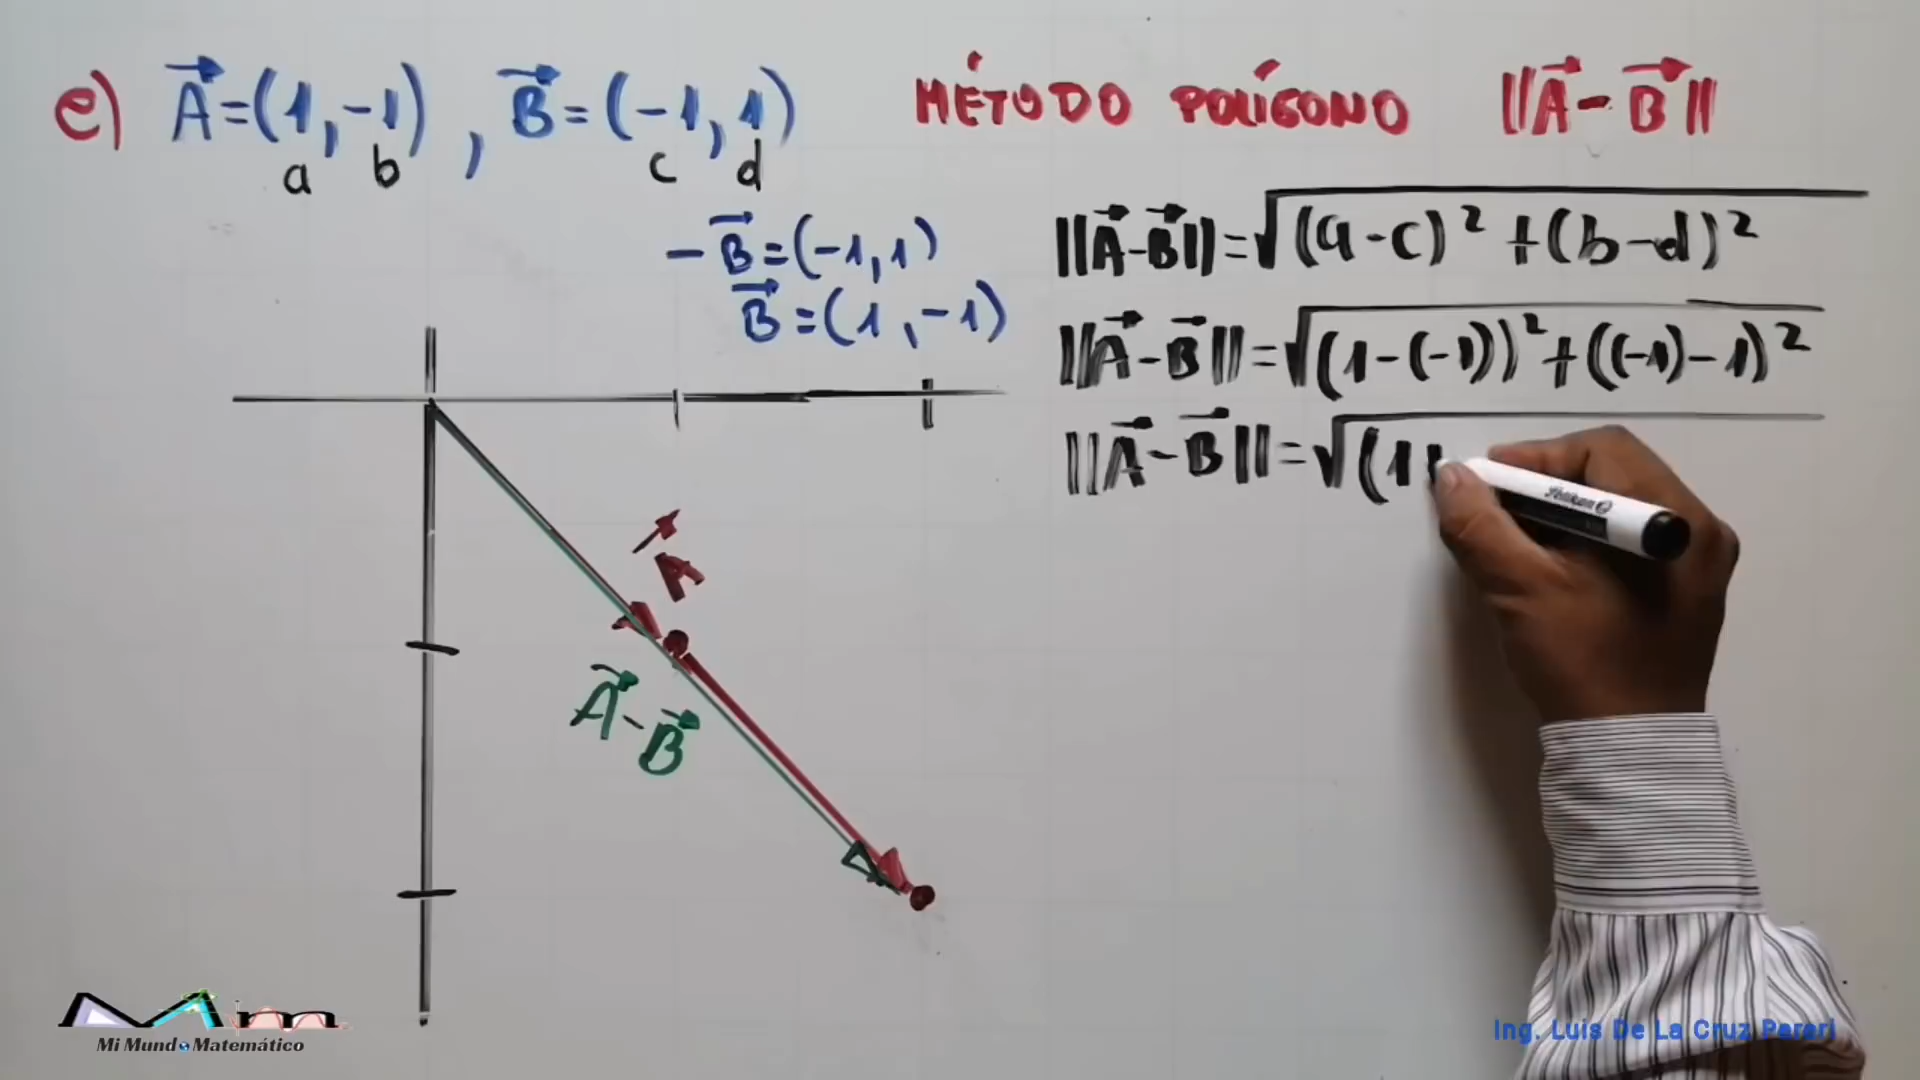 e) A=(1,-1), B=(-1,1) MÉTODO POLÍGONO ||A-B||
a b c d
-B=(-1,1)
B=(1,-1)
||A-B||=√(a-c)²+(b-d)²
||A-B||=√(1-(-1))²+((-1)-1)²
||A-B||=√(1
A
A-B
Mim
Mi Mundo Matemático
Ing. Luis De La Cruz Parari